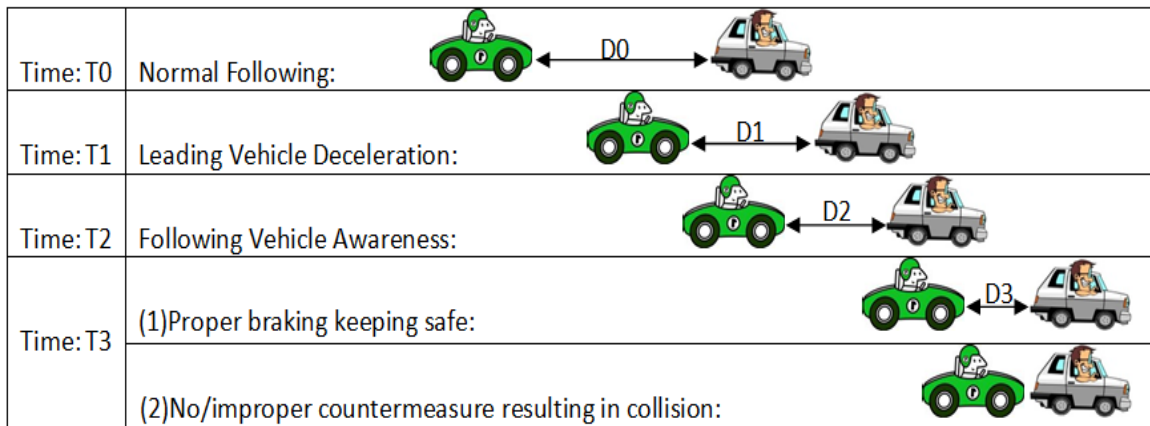 D0
Time: T0 Normal Following:
D1
Time: T1 Leading Vehicle Deceleration:
D2
Time: T2 Following Vehicle Awareness:
D3
(1)Proper braking keeping safe:
Time: T3
(2)No/improper countermeasure resulting in collision: